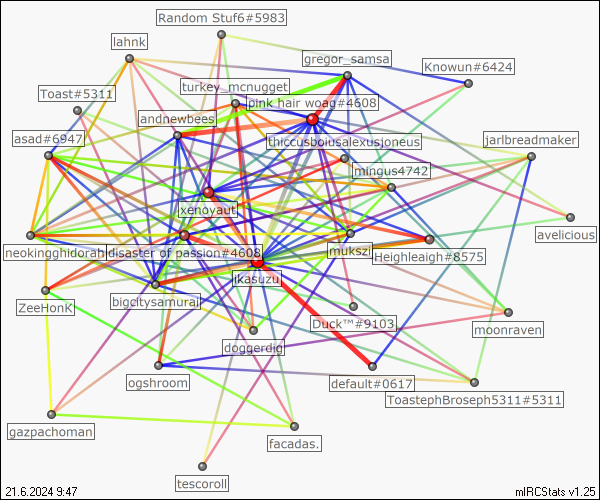 Random Stuf6#5983
lahnk
gregor_samsa
Knowun#6424
turkey_mcnugget
Toast#5311
pink hair woag#4608
andnewbees
asad#6947
thiccusboiusalexusjoneus
jarlbreadmaker
mingus4742
xenovaut
avelicious
neokingghidorah
disaster of passion#4608
mukszi
Heighleaigh#8575
ikasuzu
ZeeHonK
bigcitysamurai
Duck™#9103
moonraven
doggerdig
ogshroom
default#0617
ToastephBroseph5311#5311
gazpachoman
facadas.
tescoroll
21.6.2024 9:47
mIRCStats v1.25